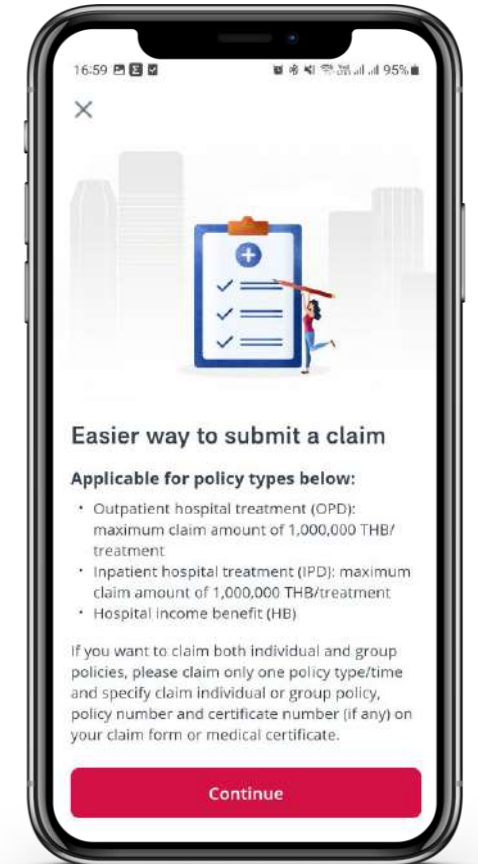 16:59
95%
Easier way to submit a claim
Applicable for policy types below:
• Outpatient hospital treatment (OPD):
maximum claim amount of 1,000,000 THB/
treatment
• Inpatient hospital treatment (IPD): maximum
claim amount of 1,000,000 THB/treatment
• Hospital income benefit (HB)
If you want to claim both individual and group
policies, please claim only one policy type/time
and specify claim individual or group policy,
policy number and certificate number (if any) on
your claim form or medical certificate.
Continue